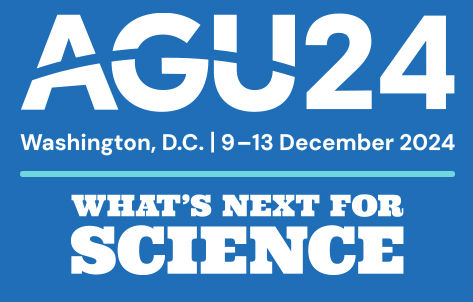 AGU24
Washington, D.C. | 9–13 December 2024
WHAT'S NEXT FOR
SCIENCE